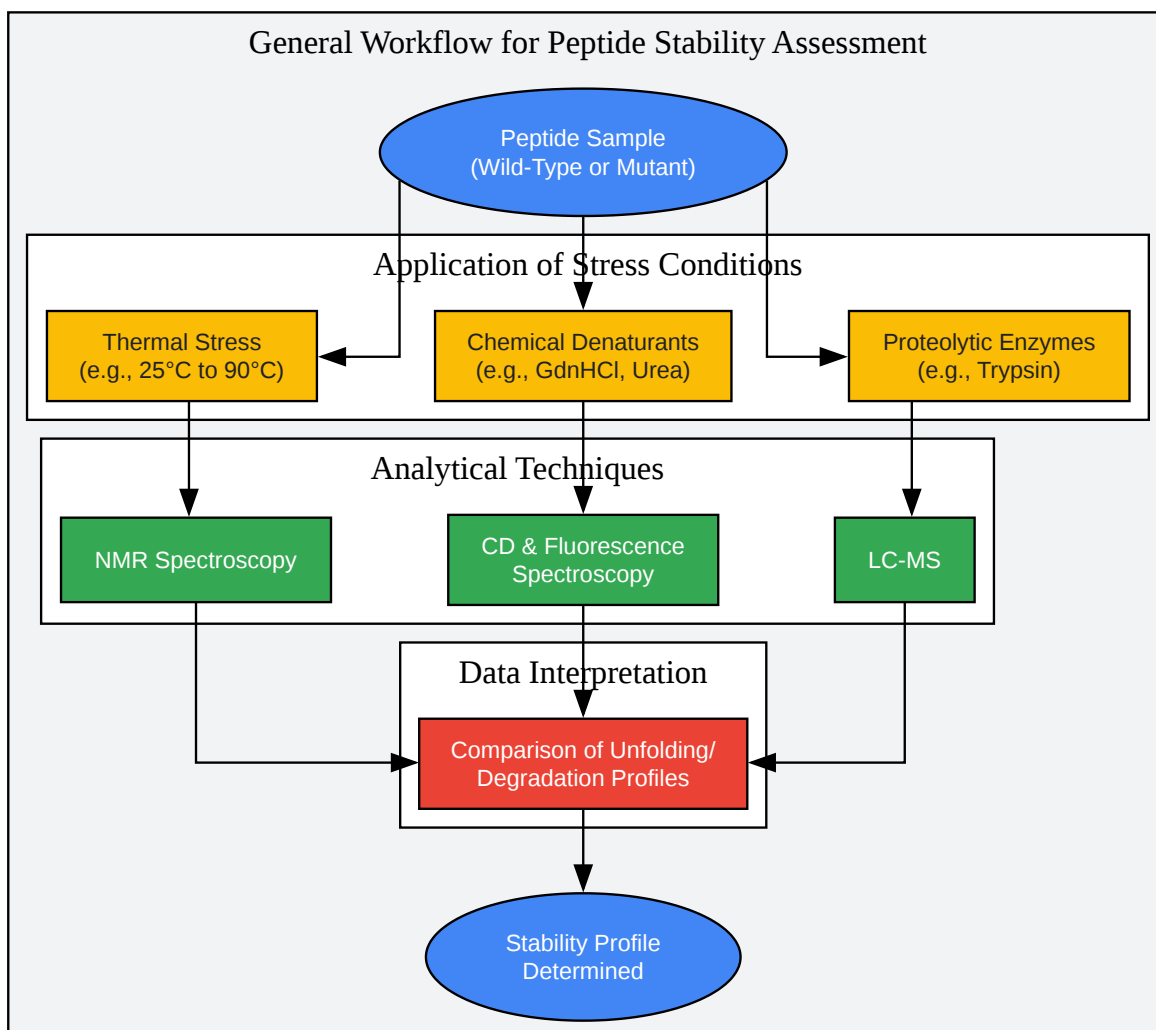 General Workflow for Peptide Stability Assessment
Peptide Sample
(Wild-Type or Mutant)
Application of Stress Conditions
Thermal Stress
(e.g., 25°C to 90°C)
Chemical Denaturants
(e.g., GdnHCl, Urea)
Proteolytic Enzymes
(e.g., Trypsin)
Analytical Techniques
NMR Spectroscopy
CD & Fluorescence
Spectroscopy
LC-MS
Data Interpretation
Comparison of Unfolding/
Degradation Profiles
Stability Profile
Determined